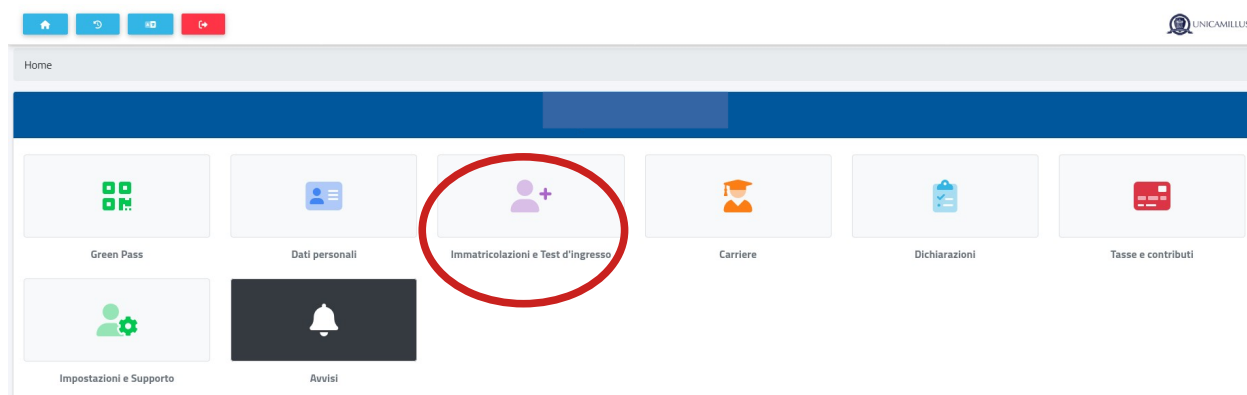 UNICAMILLUS
Home
Green Pass
Dati personali
Immatricolazioni e Test d'ingresso
Carriere
Dichiarazioni
Tasse e contributi
Impostazioni e Supporto
Avvisi